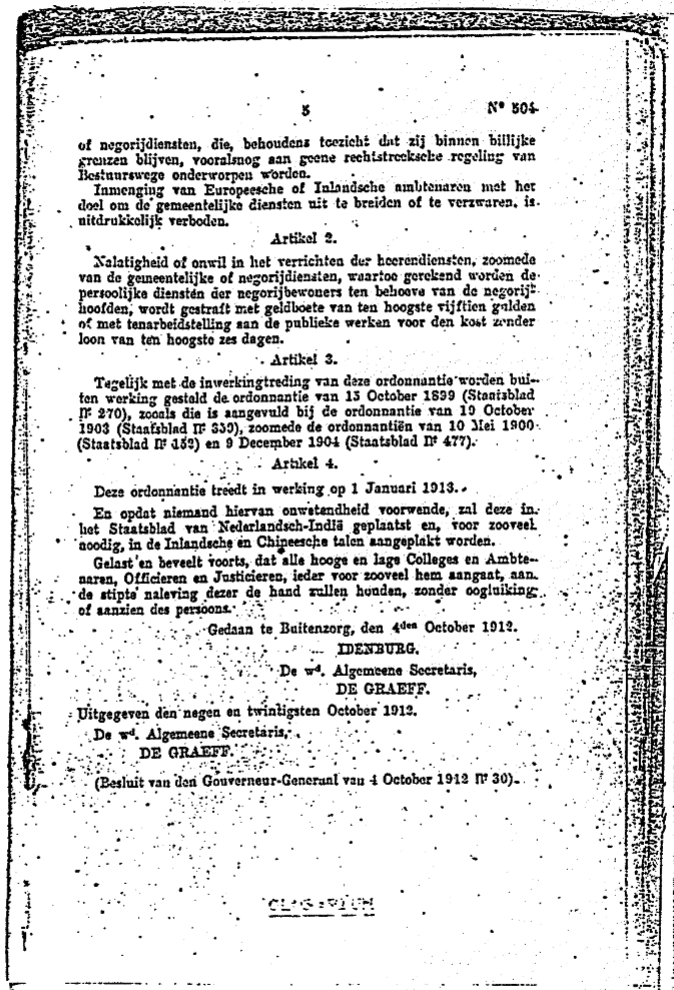 5 Nº 504
of negorijdiensten, die, behoudens toezicht dat zij binnen billijke
grenzen blijven, vooralsnog aan geene rechtstreeksche regeling van
Bestuurswege onderworpen worden.
Inmenging van Europeesche of Inlandsche ambtenaren met het
doel om de gemeentelijke diensten uit te breiden of te verzwaren, is
uitdrukkelijk verboden.
Artikel 2.
Nalatigheid of onwil in het verrichten der heerendiensten, zoomede
van de gemeentelijke of negorijdiensten, waartoe gerekend worden de
persoolijke diensten der negorijbewoners ten behoeve van de negorij-
hoofden, wordt gestraft met geldboete van ten hoogste vijftien gulden
of met tenarbeidstelling aan de publieke werken voor den kost zonder
loon van ten hoogste zes dagen.
Artikel 3.
Tegelijk met de inwerkingtreding van deze ordonnantie worden bui-
ten werking gesteld de ordonnantie van 13 October 1899 (Staatsblad
Nº 270), zooals die is aangevuld bij de ordonnantie van 19 October
1903 (Staatsblad Nº 339), zoomede de ordonnantiën van 10 Mei 1900
(Staatsblad Nº 152) en 9 December 1904 (Staatsblad Nº 477).
Artikel 4.
Deze ordonnantie treedt in werking op 1 Januari 1913.
En opdat niemand hiervan onwetendheid voorwende, zal deze in
het Staatsblad van Nederlandsch-Indië geplaatst en, voor zooveel
noodig, in de Inlandsche en Chineesche talen aangeplakt worden.
Gelast en beveelt voorts, dat alle hooge en lage Colleges en Ambte-
naren, Officieren en Justicieren, ieder voor zooveel hem aangaat, aan
de stipte naleving dezer de hand zullen houden, zonder oogluiking
of aanzien des persoons.
Gedaan te Buitenzorg, den 4den October 1912.
IDENBURG.
De wd. Algemeene Secretaris,
DE GRAEFF.
Uitgegeven den negen en twintigsten October 1912.
De wd. Algemeene Secretaris,
DE GRAEFF.
(Besluit van den Gouverneur-Generaal van 4 October 1912 Nº 30).